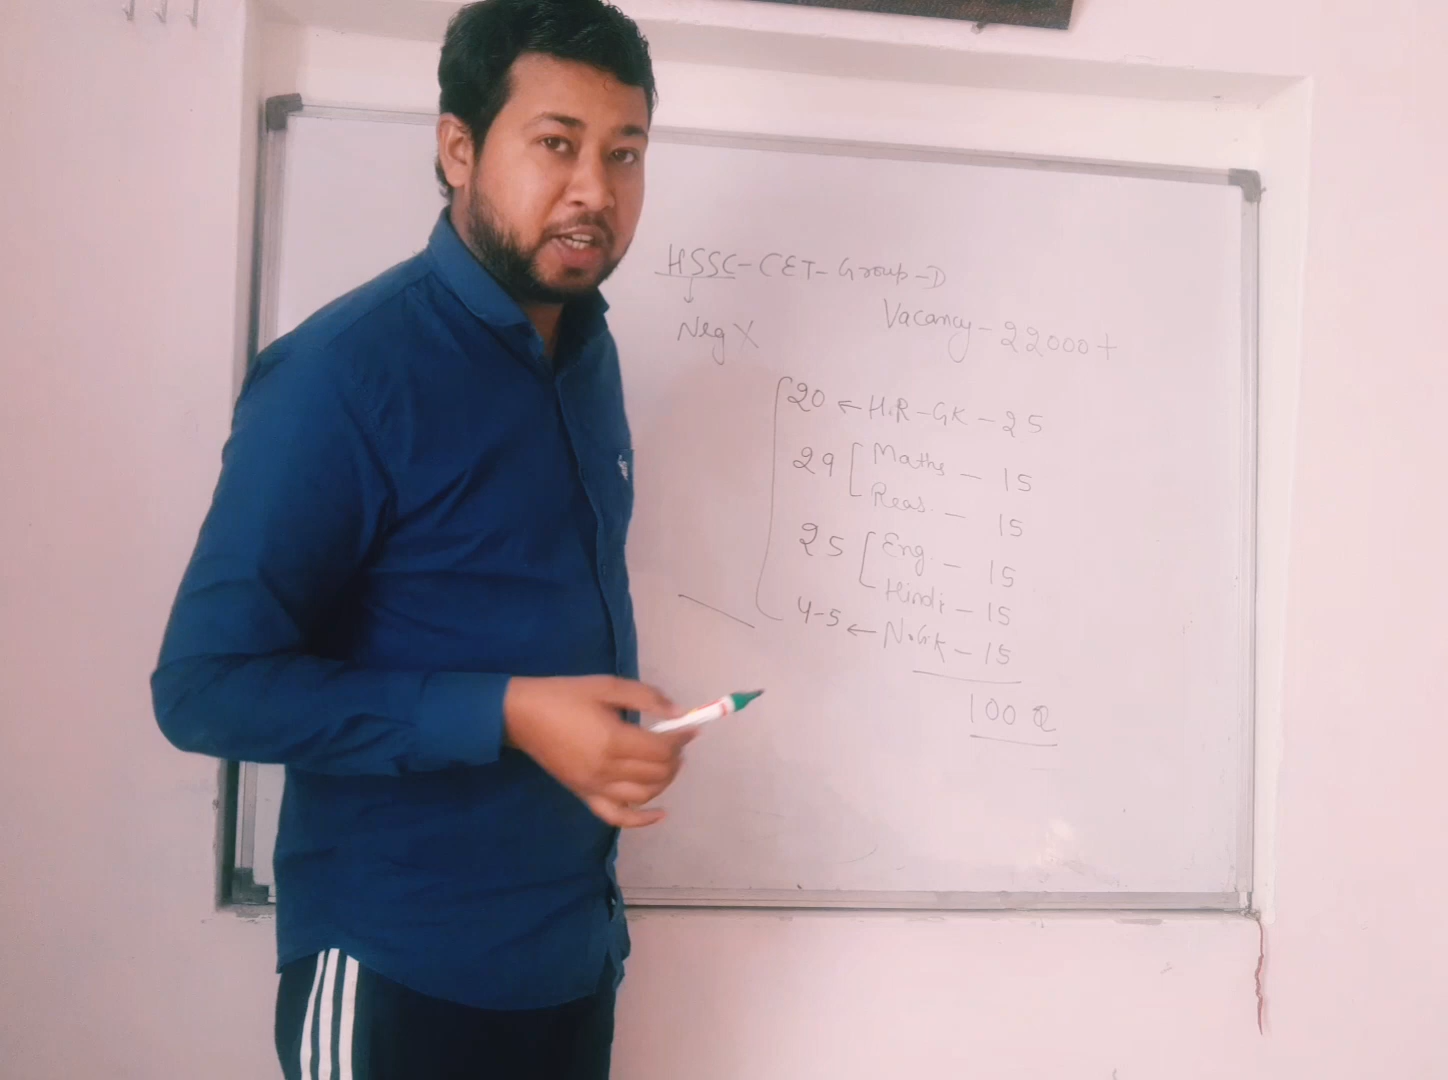 HSSC-CET-Group-D
Neg X
Vacancy - 22000+
20 ← HR-GK - 25
29 [ Maths - 15
Reas. - 15
25 [ Eng. - 15
Hindi - 15
4-5 ← N.GK - 15
100 Q